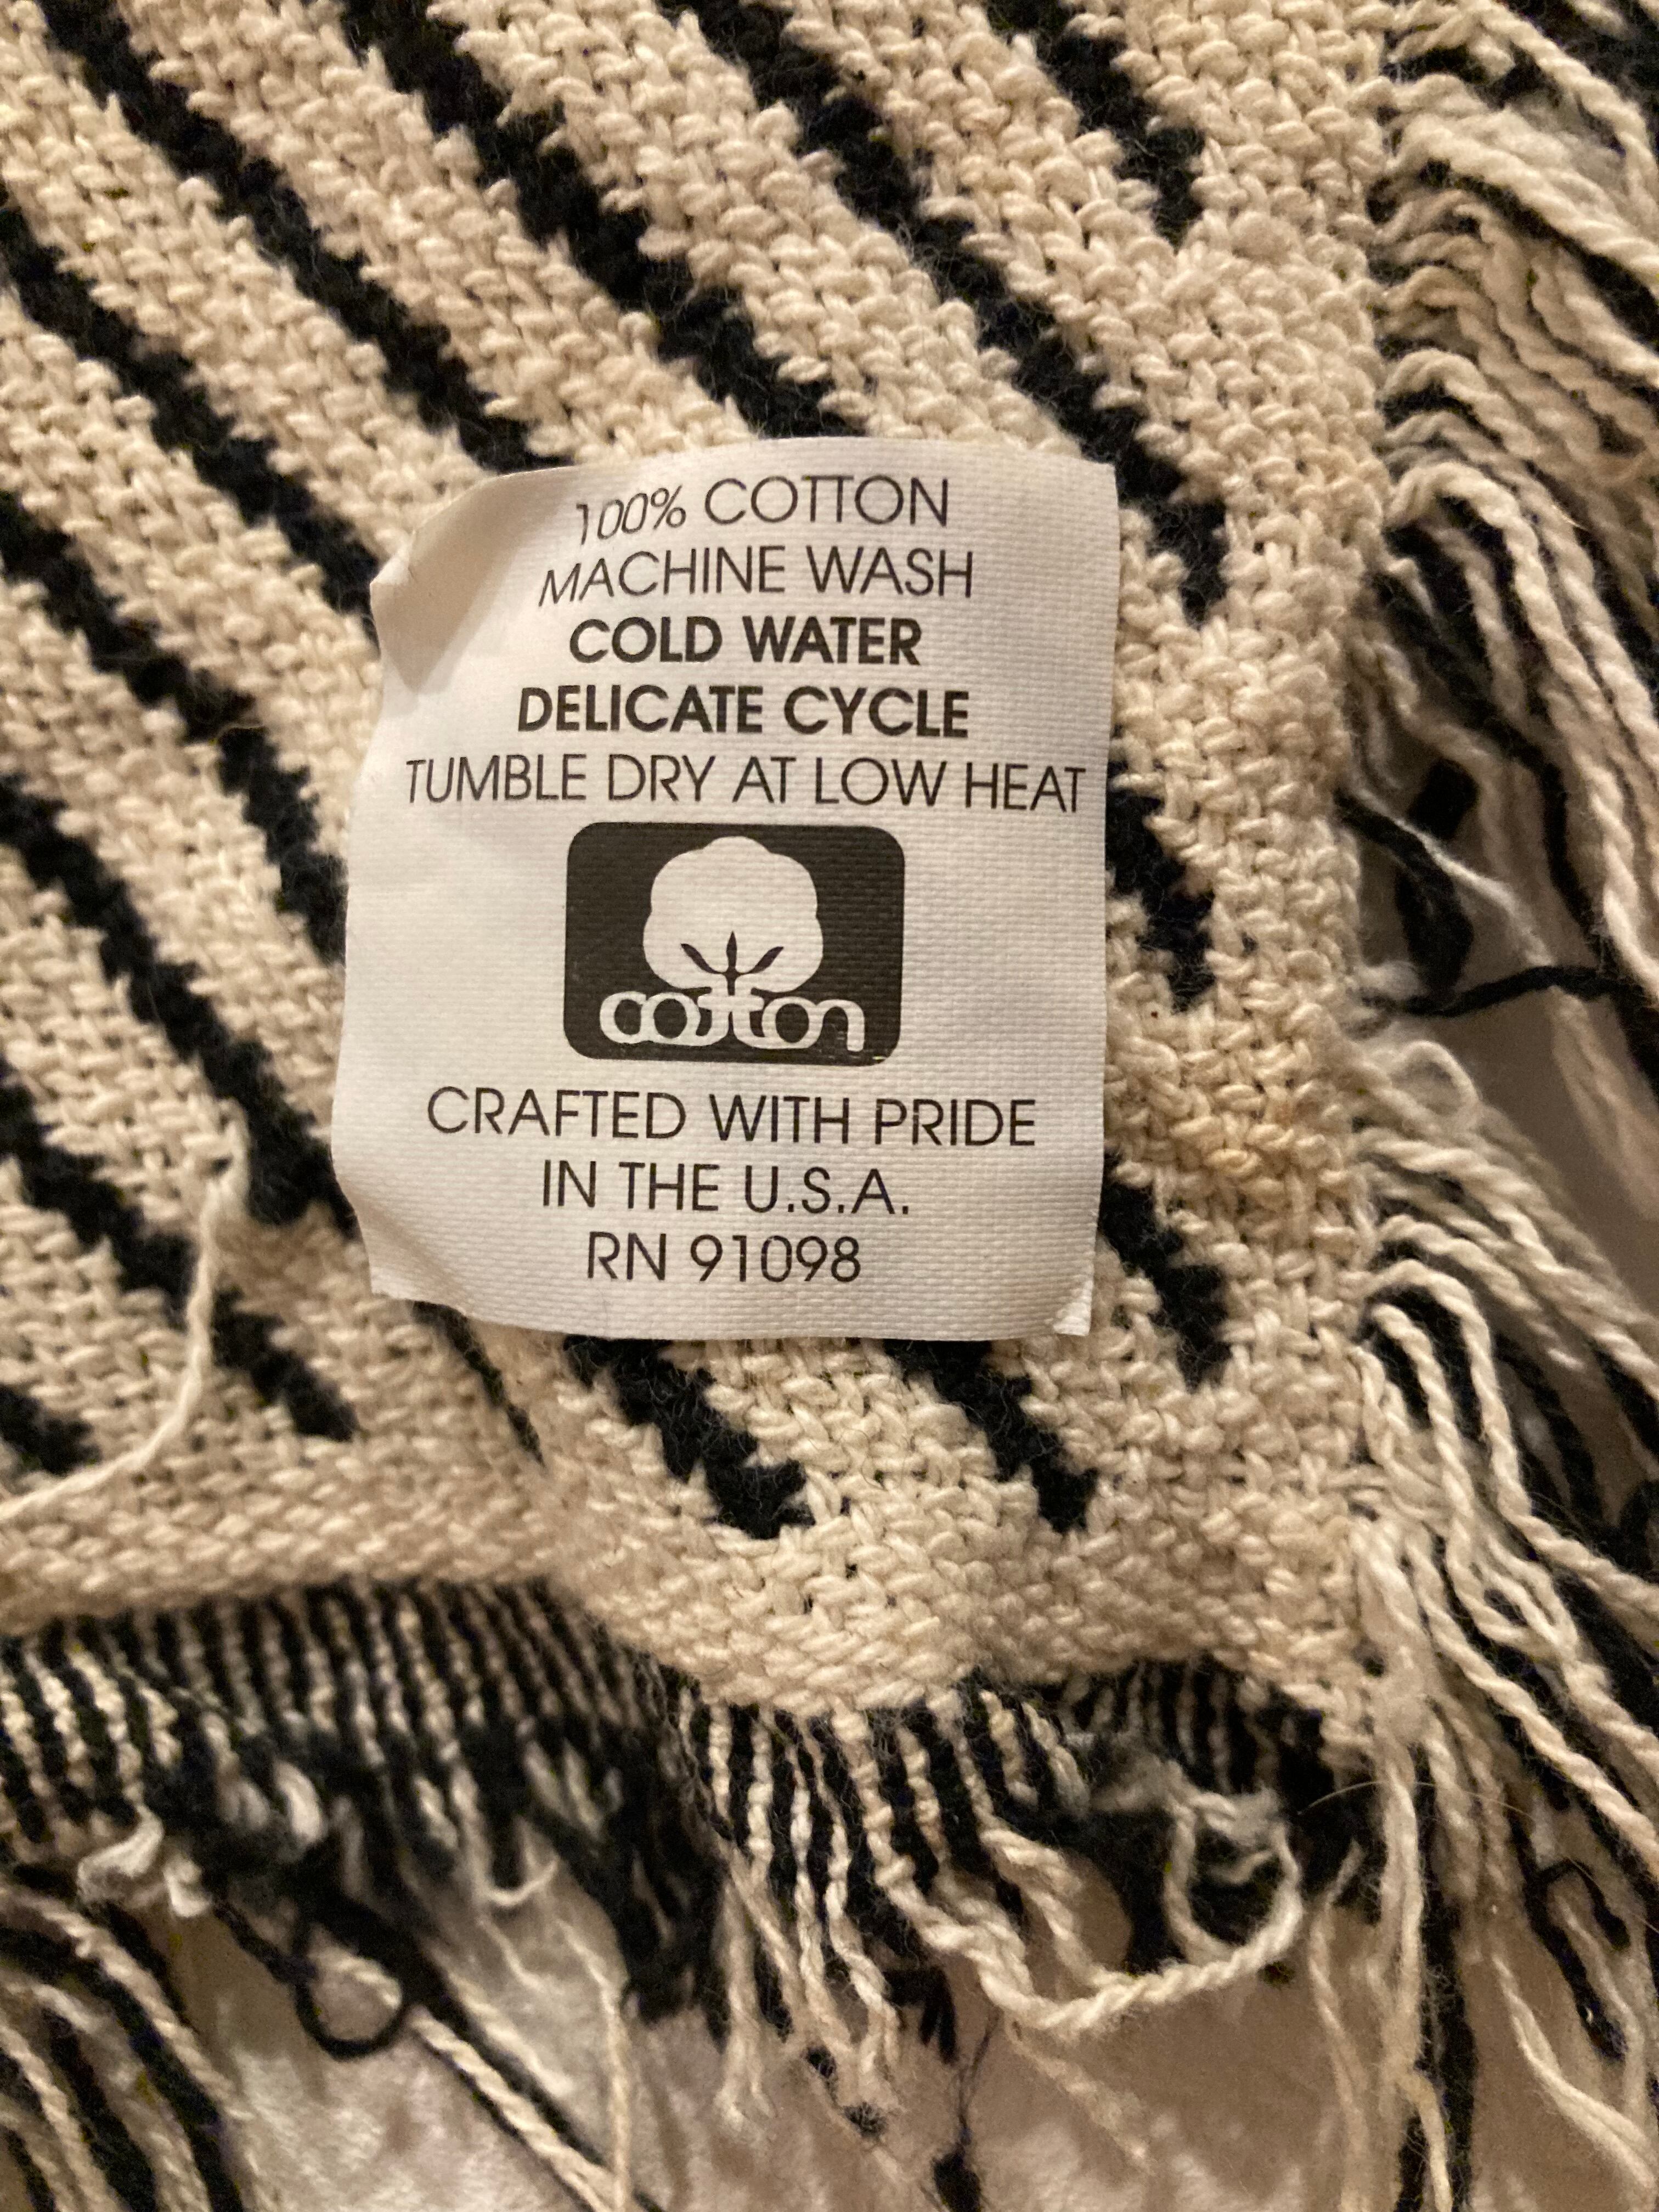 100% COTTON
MACHINE WASH
COLD WATER
DELICATE CYCLE
TUMBLE DRY AT LOW HEAT
cotton
CRAFTED WITH PRIDE
IN THE U.S.A.
RN 91098